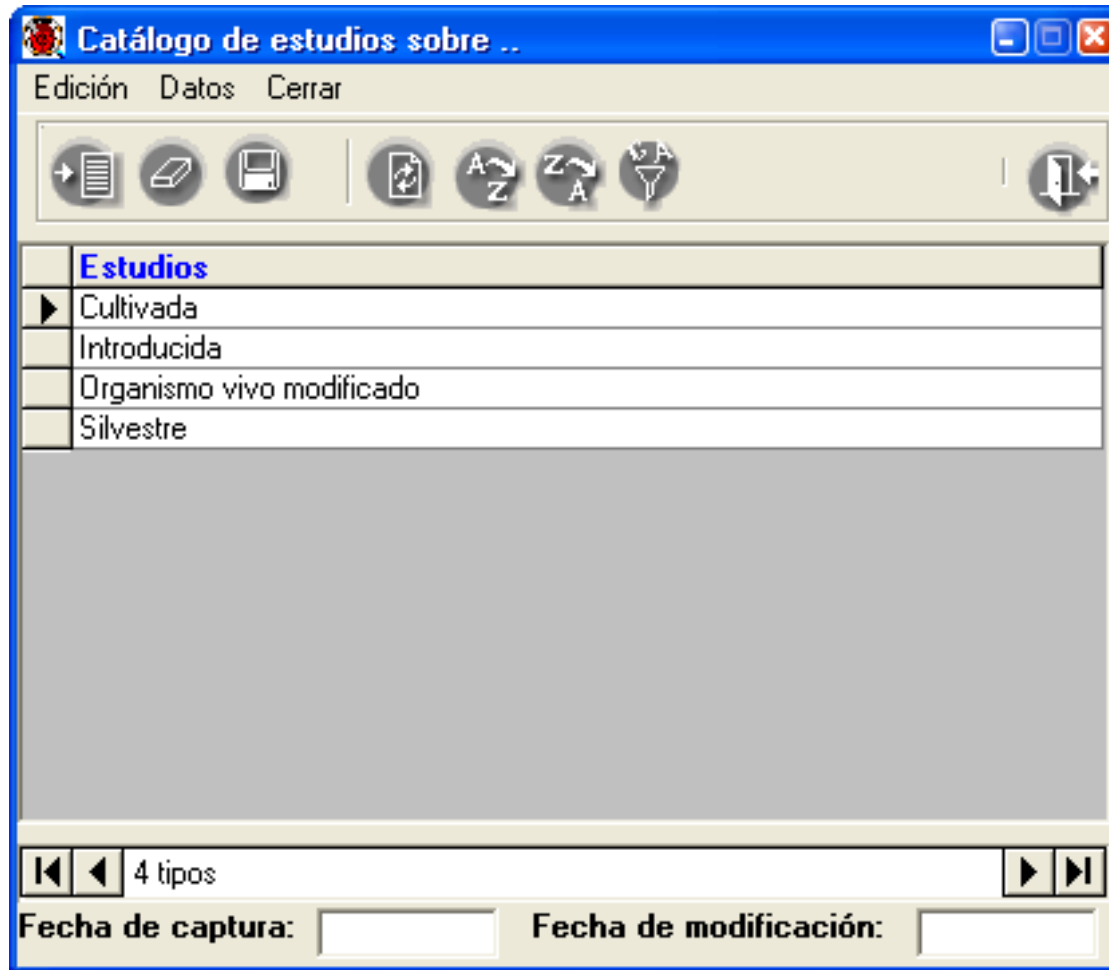 Catálogo de estudios sobre ..
Edición Datos Cerrar
Estudios
Cultivada
Introducida
Organismo vivo modificado
Silvestre
4 tipos
Fecha de captura: Fecha de modificación: